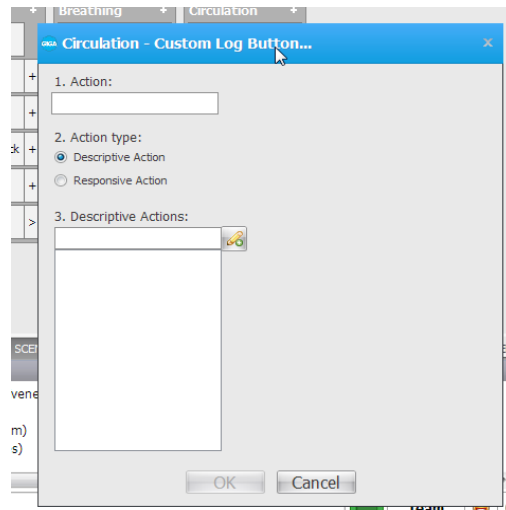 + Breathing + Circulation +
GIGA Circulation - Custom Log Button... x
+
1. Action:
+
2. Action type:
+
Descriptive Action
Responsive Action
+
3. Descriptive Actions:
>
vene
m)
s)
OK Cancel